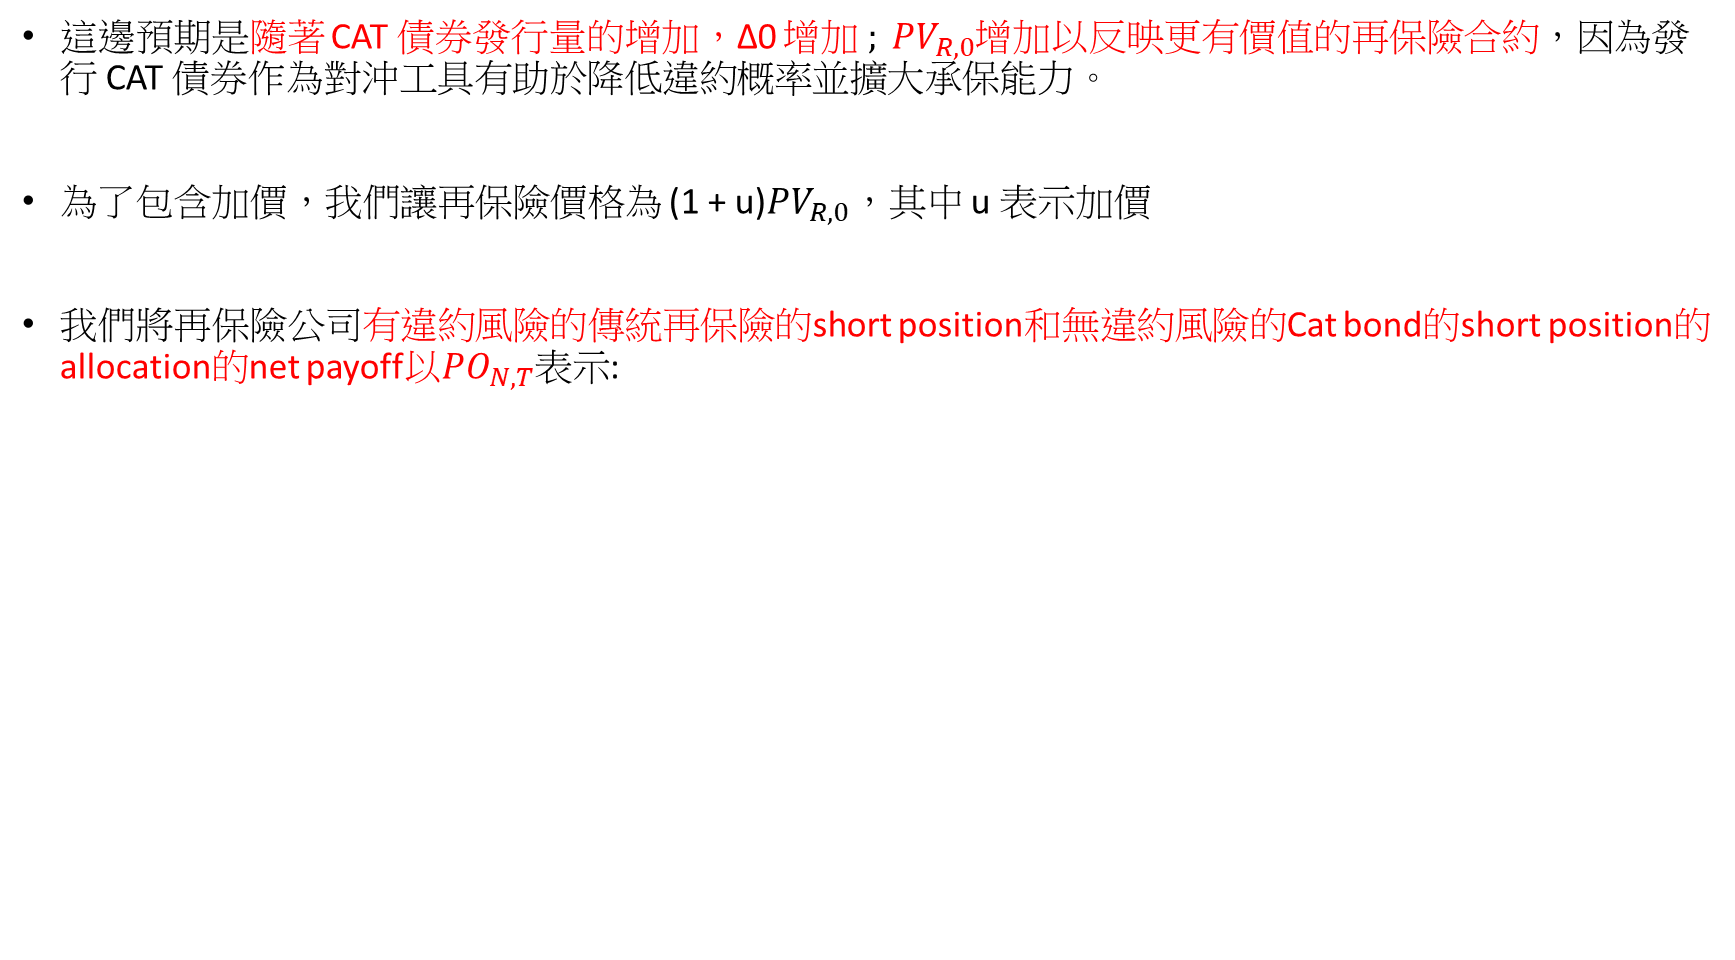 • 這邊預期是隨著 CAT 債券發行量的增加，Δ0 增加 ; PV_{R,0}增加以反映更有價值的再保險合約，因為發
行 CAT 債券作為對沖工具有助於降低違約概率並擴大承保能力。
• 為了包含加價，我們讓再保險價格為 (1 + u)PV_{R,0} ，其中 u 表示加價
• 我們將再保險公司有違約風險的傳統再保險的short position和無違約風險的Cat bond的short position的
allocation的net payoff以PO_{N,T}表示: